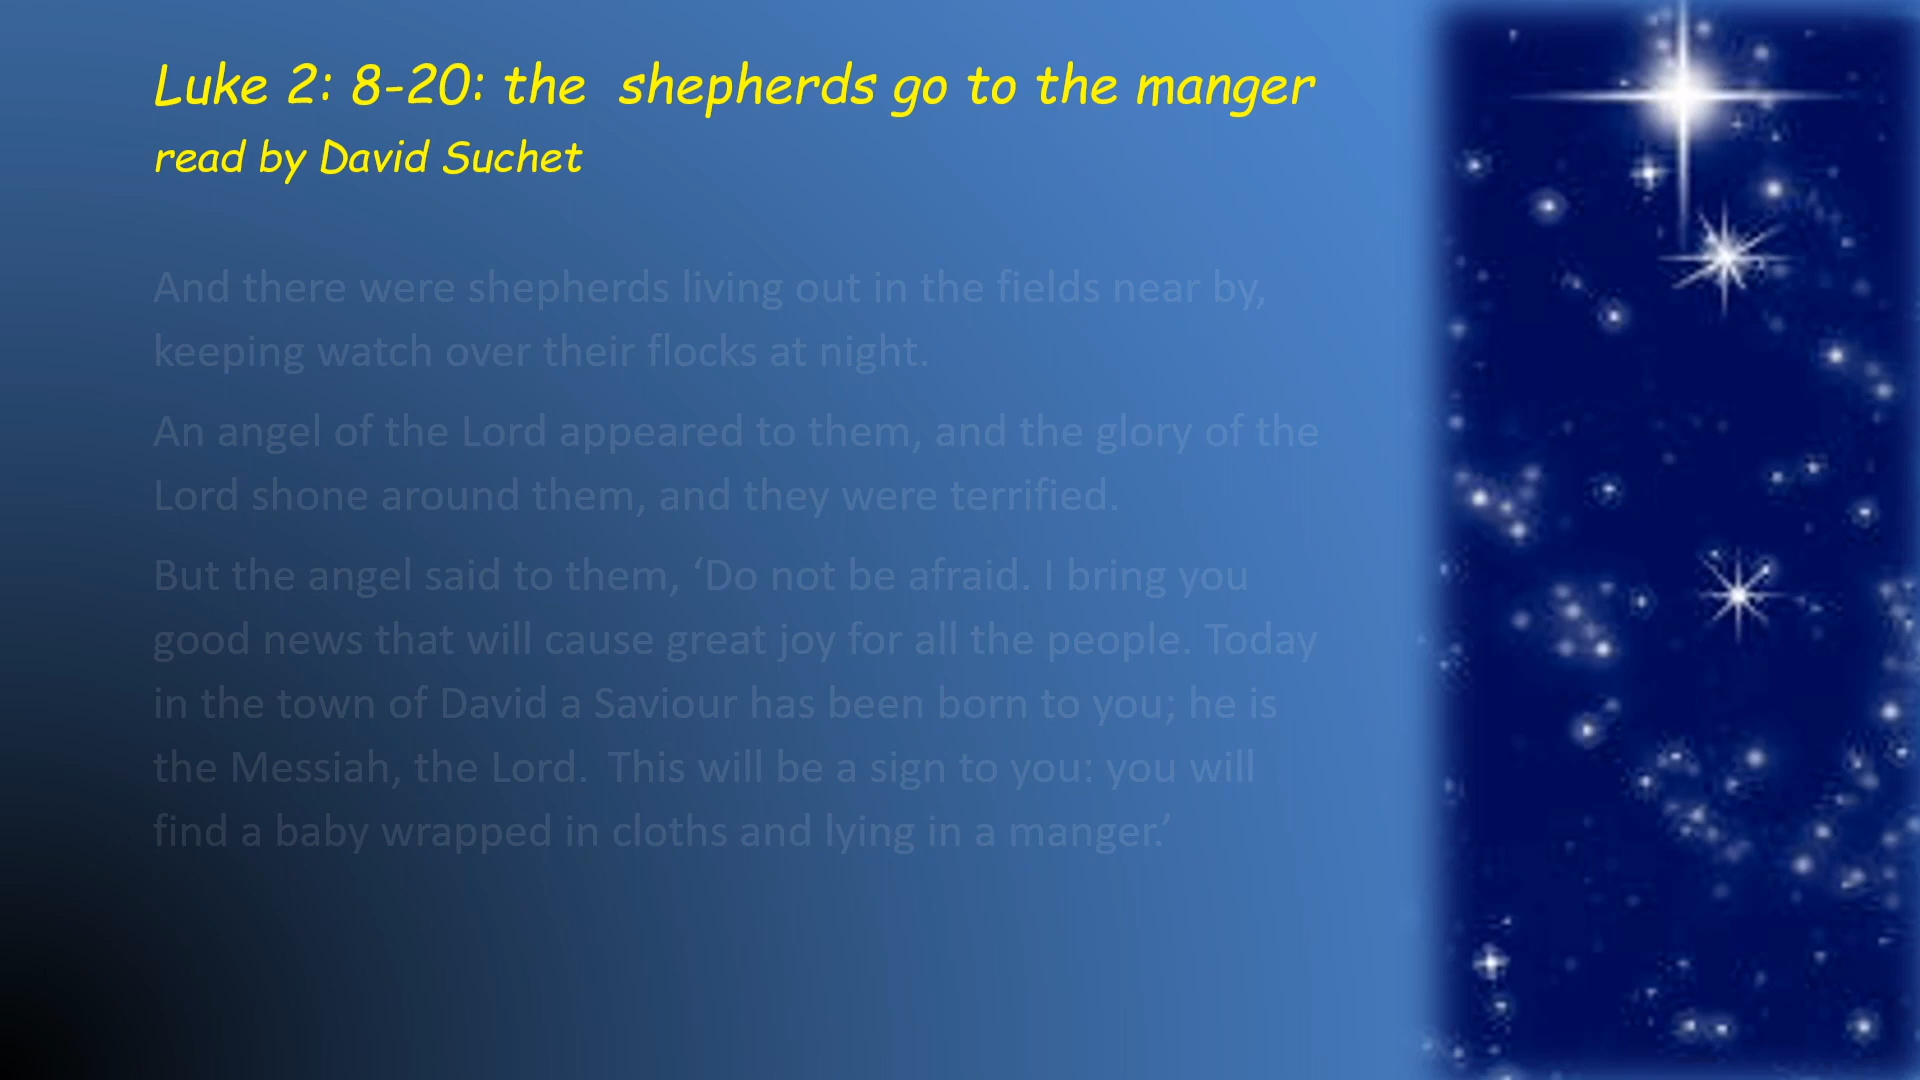 Luke 2: 8-20: the  shepherds go to the manger
read by David Suchet
And there were shepherds living out in the fields near by,
keeping watch over their flocks at night.
An angel of the Lord appeared to them, and the glory of the
Lord shone around them, and they were terrified.
But the angel said to them, ‘Do not be afraid. I bring you
good news that will cause great joy for all the people. Today
in the town of David a Saviour has been born to you; he is
the Messiah, the Lord.  This will be a sign to you: you will
find a baby wrapped in cloths and lying in a manger.’